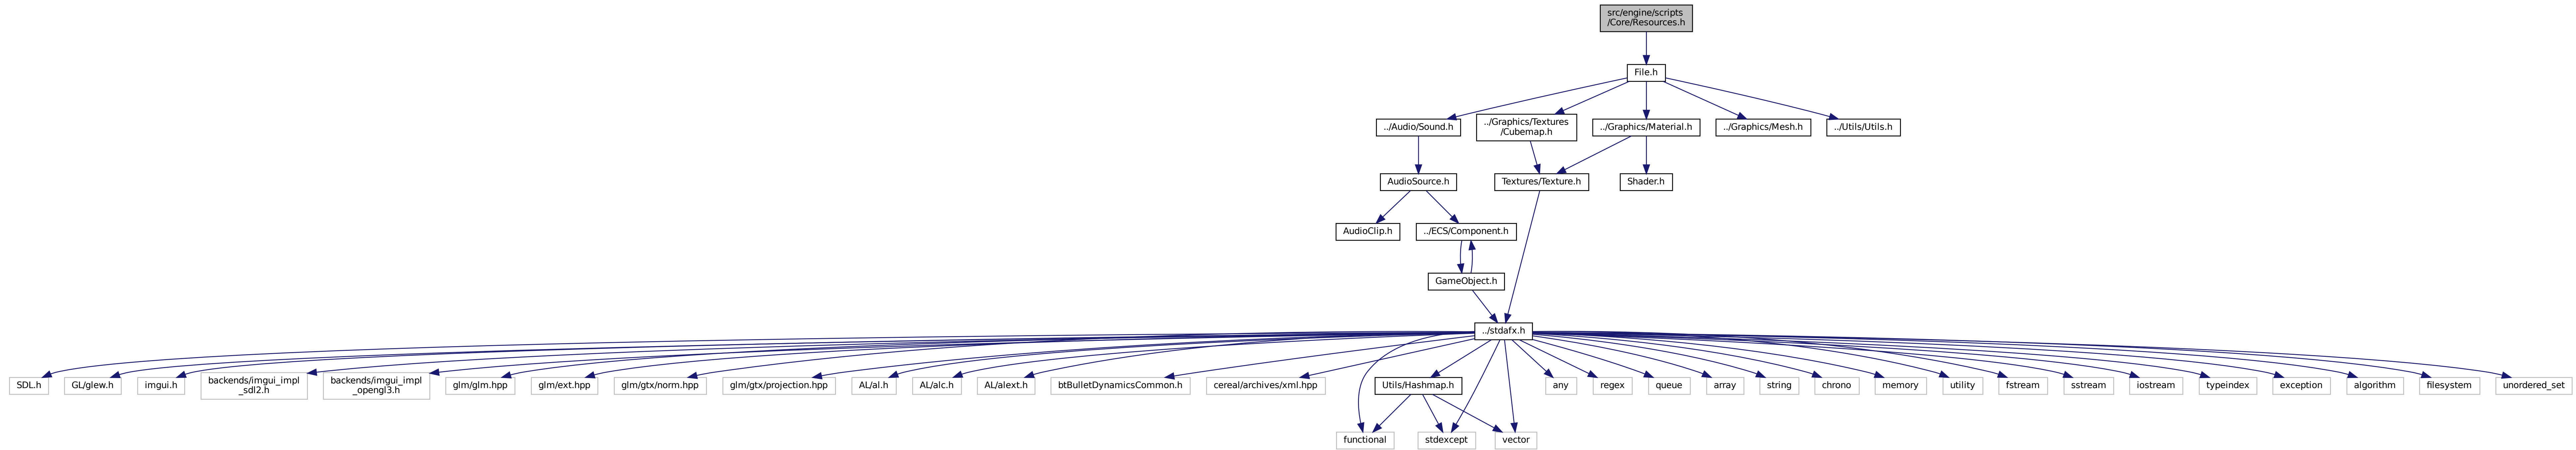 src/engine/scripts
/Core/Resources.h
File.h
../Audio/Sound.h
../Graphics/Textures
/Cubemap.h
../Graphics/Material.h
../Graphics/Mesh.h
../Utils/Utils.h
AudioSource.h
Textures/Texture.h
Shader.h
AudioClip.h
../ECS/Component.h
GameObject.h
../stdafx.h
SDL.h
GL/glew.h
imgui.h
backends/imgui_impl
_sdl2.h
backends/imgui_impl
_opengl3.h
glm/glm.hpp
glm/ext.hpp
glm/gtx/norm.hpp
glm/gtx/projection.hpp
AL/al.h
AL/alc.h
AL/alext.h
btBulletDynamicsCommon.h
cereal/archives/xml.hpp
Utils/Hashmap.h
any
regex
queue
array
string
chrono
memory
utility
fstream
sstream
iostream
typeindex
exception
algorithm
filesystem
unordered_set
functional
stdexcept
vector